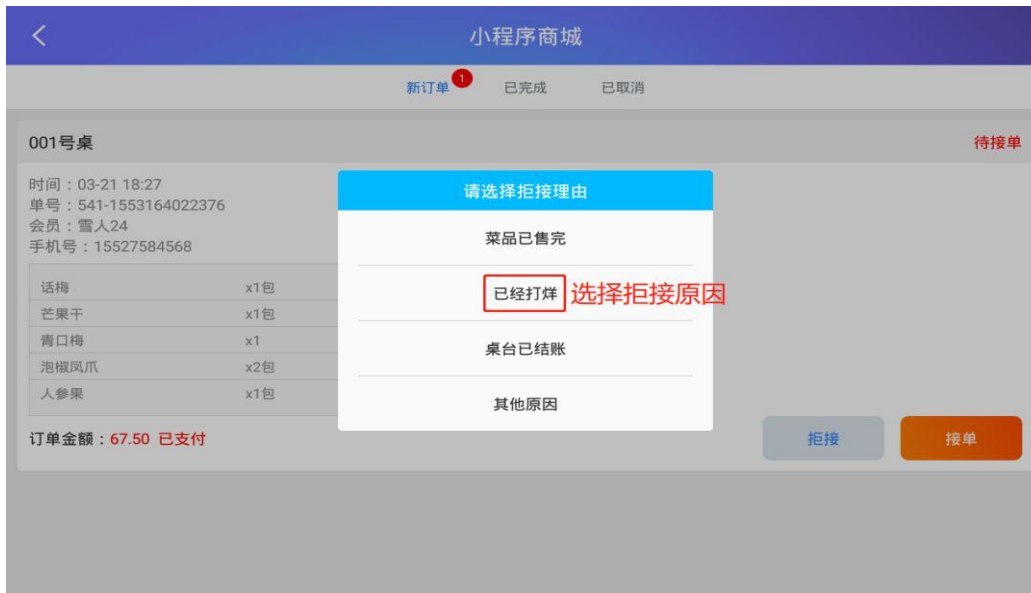 小程序商城
新订单 1 已完成 已取消
001号桌 待接单
时间：03-21 18:27
单号：541-1553164022376
会员：雪人24
手机号：15527584568
话梅 x1包
芒果干 x1包
青口梅 x1
泡椒凤爪 x2包
人参果 x1包
订单金额：67.50 已支付
请选择拒接理由
菜品已售完
已经打烊 选择拒接原因
桌台已结账
其他原因
拒接 接单